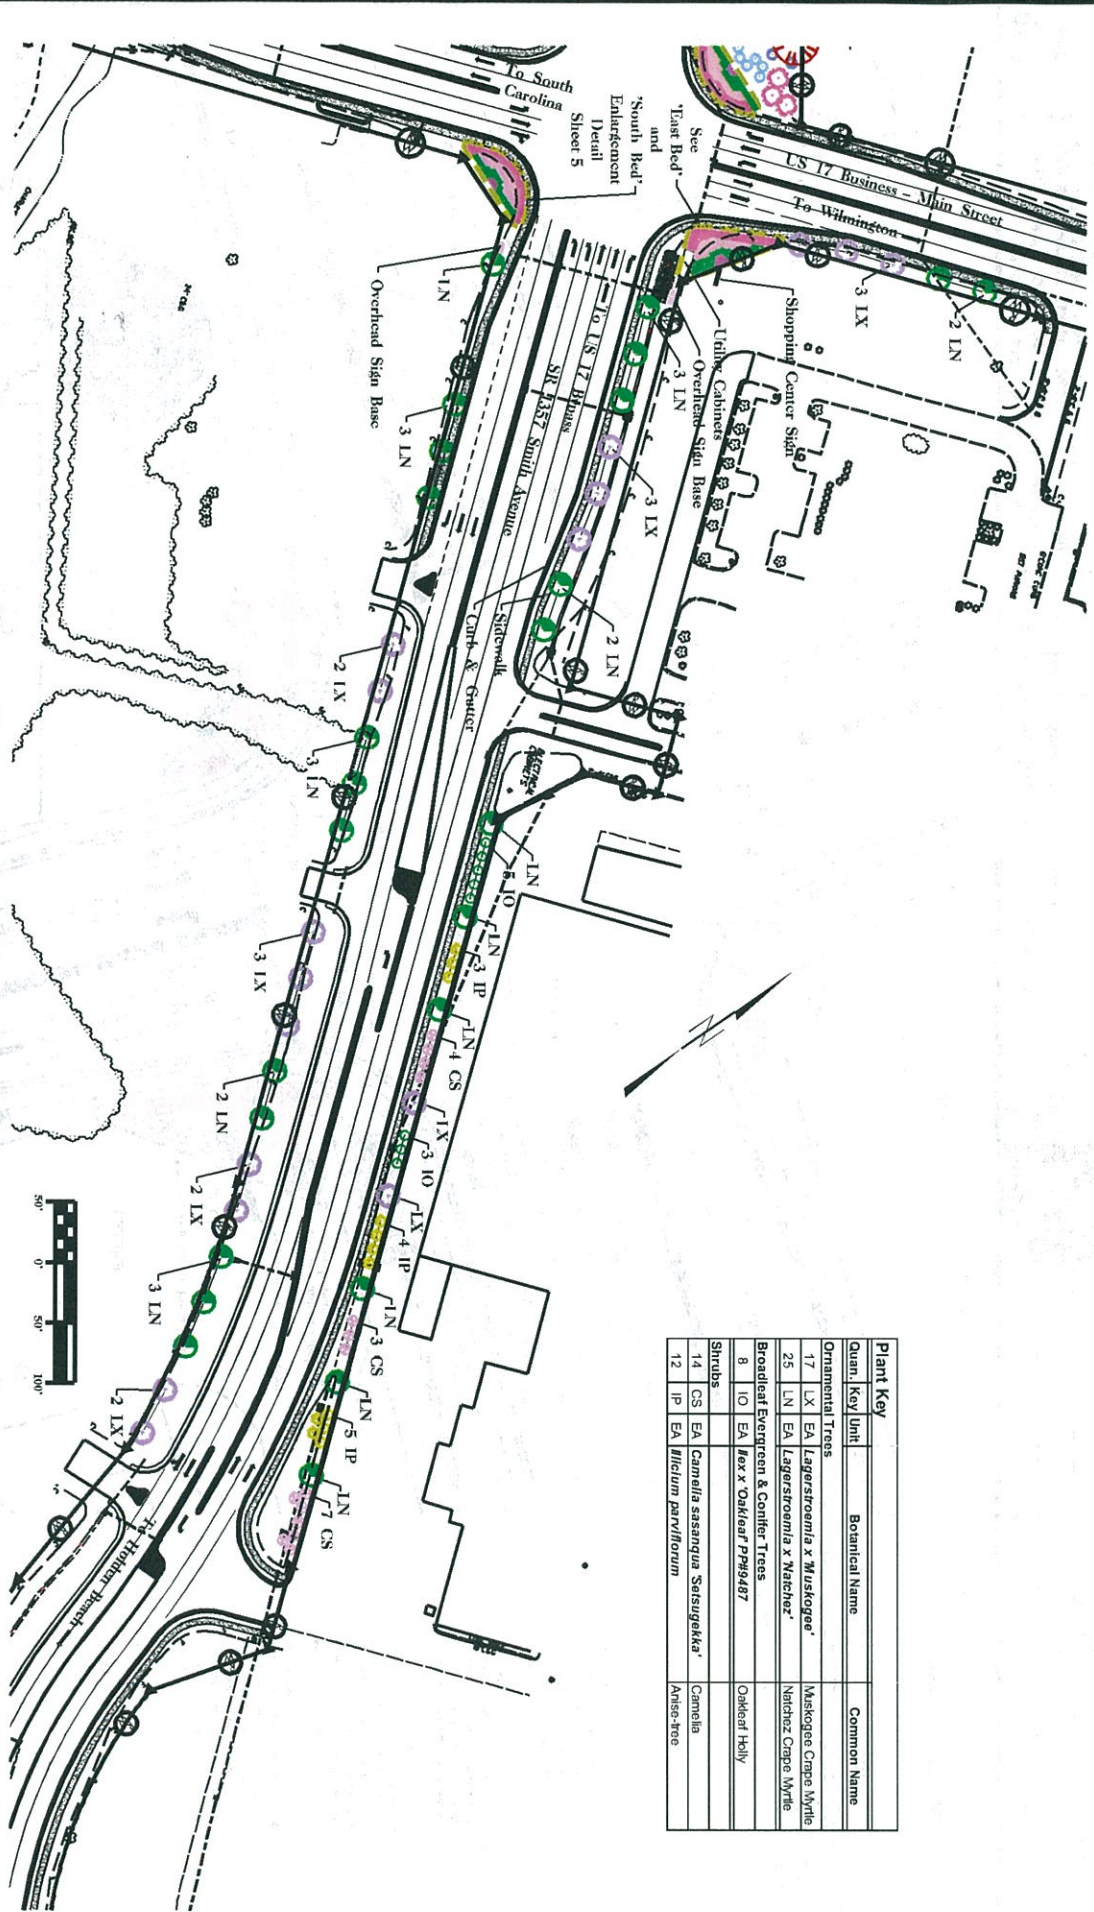 To South
Carolina
See
'East Bed'
and
'South Bed'
Enlargement
Detail
Sheet 5
US 17 Business - Main Street
To Wilmington
3 LX
2 LN
Shopping Center Sign
Utility Cabinets
Overhead Sign Base
3 LN
3 LX
2 LN
LN
Overhead Sign Base
3 LN
To US 17 Bypass
SR 1357 Smith Avenue
Sidewalk
Curb & Gutter
2 LX
3 LN
3 LX
2 LN
2 LX
3 LN
2 LX
LN
5 IO
LN
3 IP
LN
4 CS
LX
3 IO
LX
4 IP
LN
3 CS
LN
5 IP
LN
7 CS
To Holden Beach
N
50' 0' 50' 100'
Plant Key
Quan. Key Unit Botanical Name Common Name
Ornamental Trees
17 LX EA Lagerstroemia x 'Muskogee' Muskogee Crape Myrtle
25 LN EA Lagerstroemia x 'Natchez' Natchez Crape Myrtle
Broadleaf Evergreen & Conifer Trees
8 IO EA Ilex x 'Oakleaf' PP#9487 Oakleaf Holly
Shrubs
14 CS EA Camelia sasanqua 'Setsugekka' Camelia
12 IP EA Illicium parviflorum Anise-tree